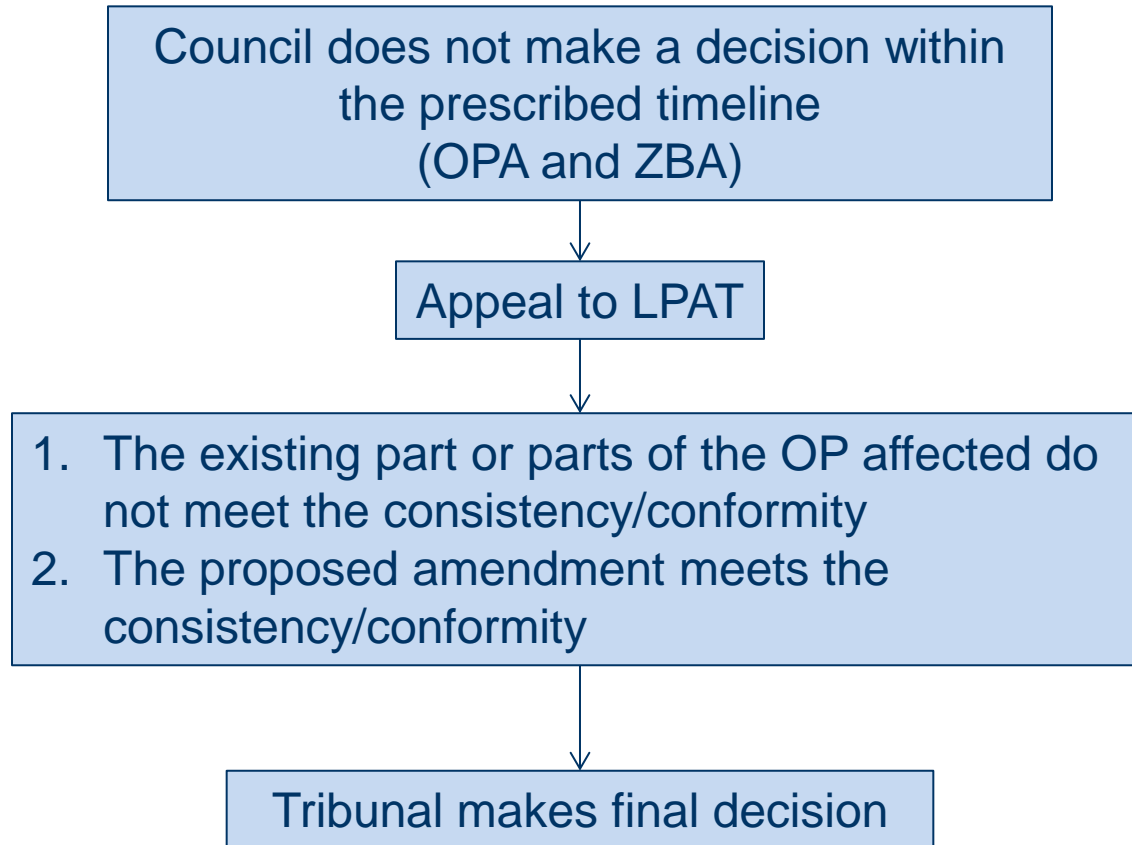 Council does not make a decision within
the prescribed timeline
(OPA and ZBA)
Appeal to LPAT
1. The existing part or parts of the OP affected do
not meet the consistency/conformity
2. The proposed amendment meets the
consistency/conformity
Tribunal makes final decision